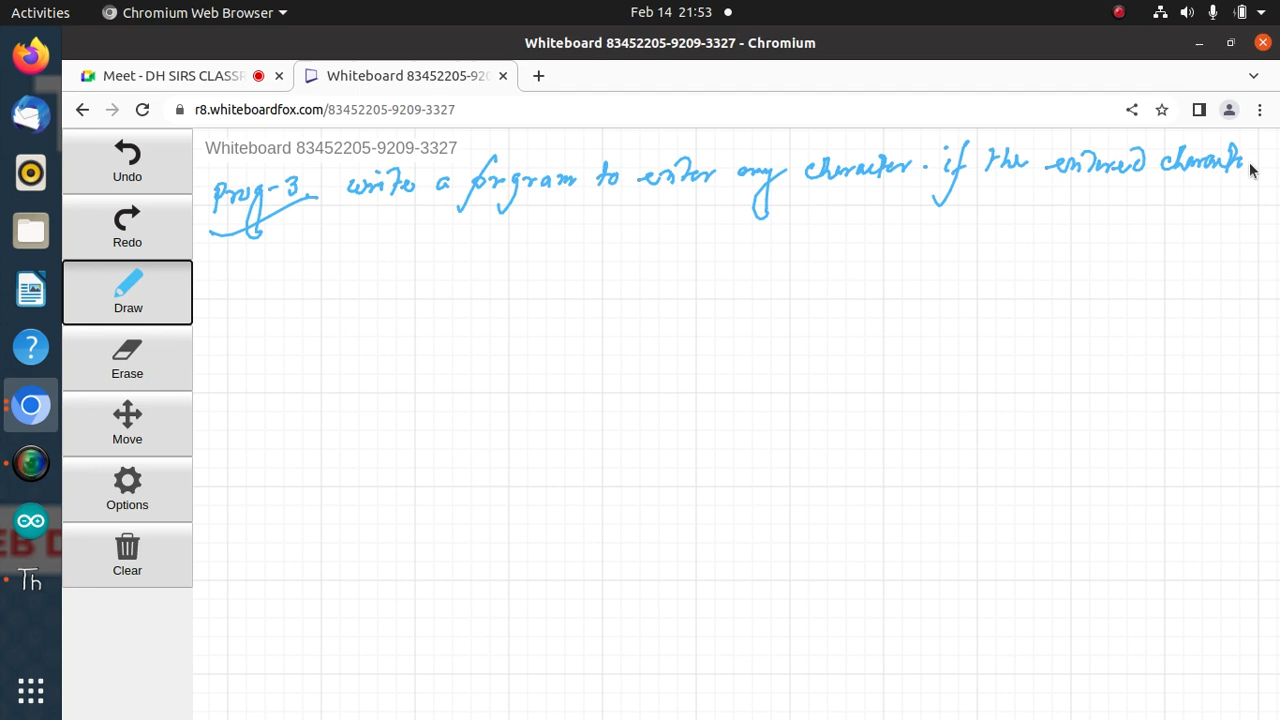 Activities
Chromium Web Browser
Feb 14 21:53
Whiteboard 83452205-9209-3327 - Chromium
Meet - DH SIRS CLASSR
Whiteboard 83452205-920
r8.whiteboardfox.com/83452205-9209-3327
Undo
Redo
Draw
Erase
Move
Options
Clear
Whiteboard 83452205-9209-3327
Prog-3. write a program to enter any character. if the entered
Th